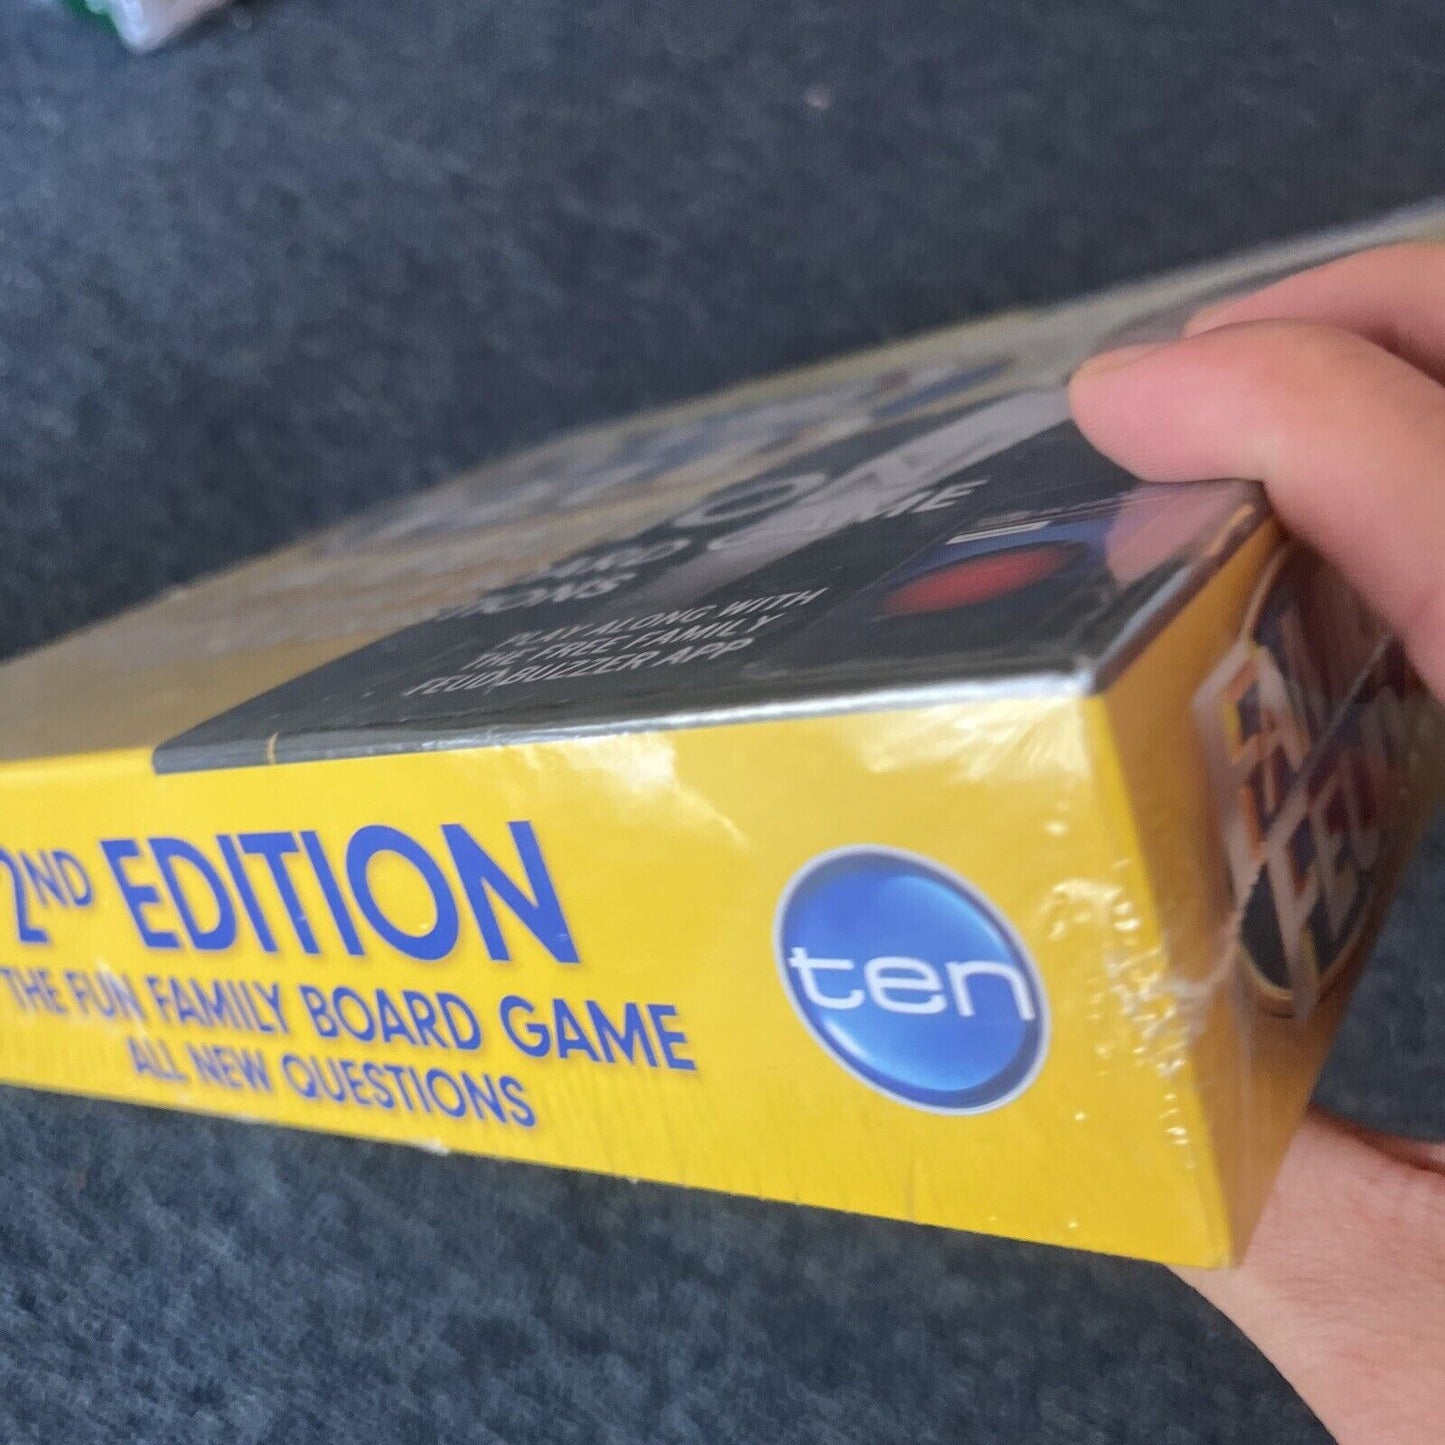 GAME
PLAY ALONG WITH
THE FREE FAMILY
FEUD BUZZER APP
2ND EDITION
THE FUN FAMILY BOARD GAME
ALL NEW QUESTIONS
ten